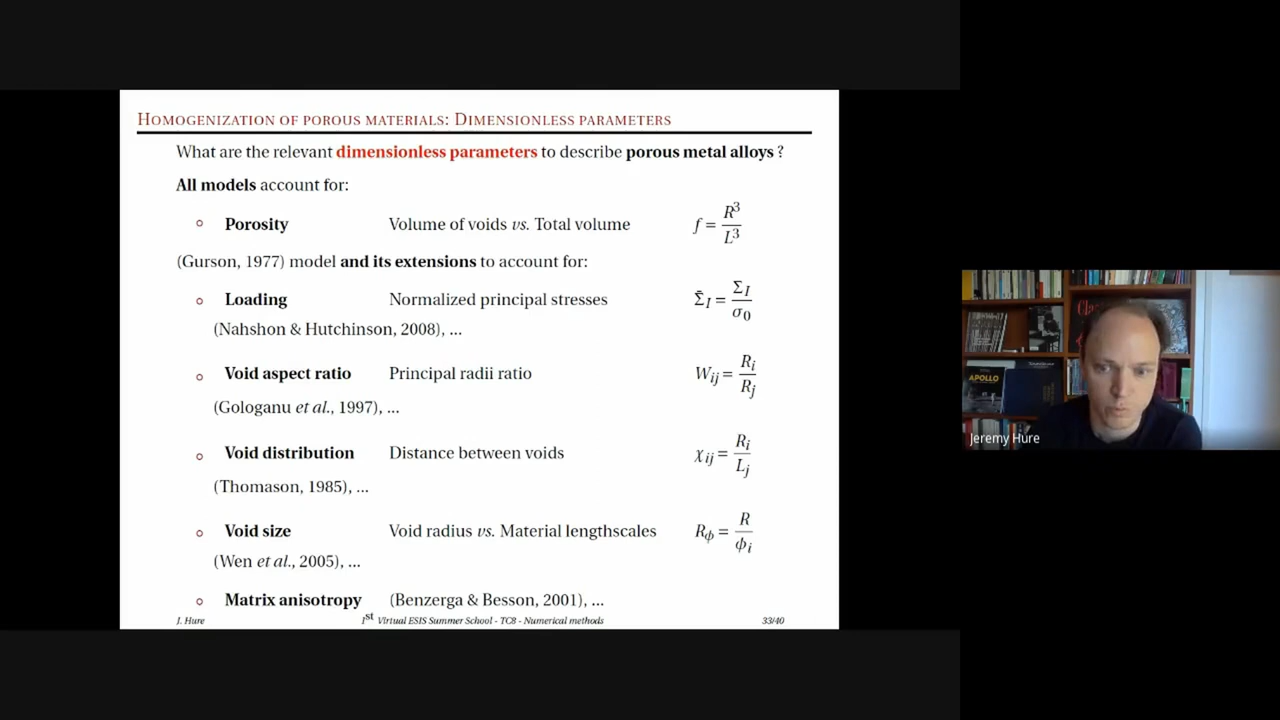 HOMOGENIZATION OF POROUS MATERIALS: DIMENSIONLESS PARAMETERS
What are the relevant dimensionless parameters to describe porous metal alloys ?
All models account for:
Porosity Volume of voids vs. Total volume f = R³/L³
(Gurson, 1977) model and its extensions to account for:
Loading Normalized principal stresses Σ̄_I = Σ_I/σ₀
(Nahshon & Hutchinson, 2008), ...
Void aspect ratio Principal radii ratio W_ij = R_i/R_j
(Gologanu et al., 1997), ...
Void distribution Distance between voids χ_ij = R_i/L_j
(Thomason, 1985), ...
Void size Void radius vs. Material lengthscales R_ϕ = R/ϕ_i
(Wen et al., 2005), ...
Matrix anisotropy (Benzerga & Besson, 2001), ...
J. Hure 1st Virtual ESIS Summer School - TC8 - Numerical methods 33/40
APOLLO
Jeremy Hure